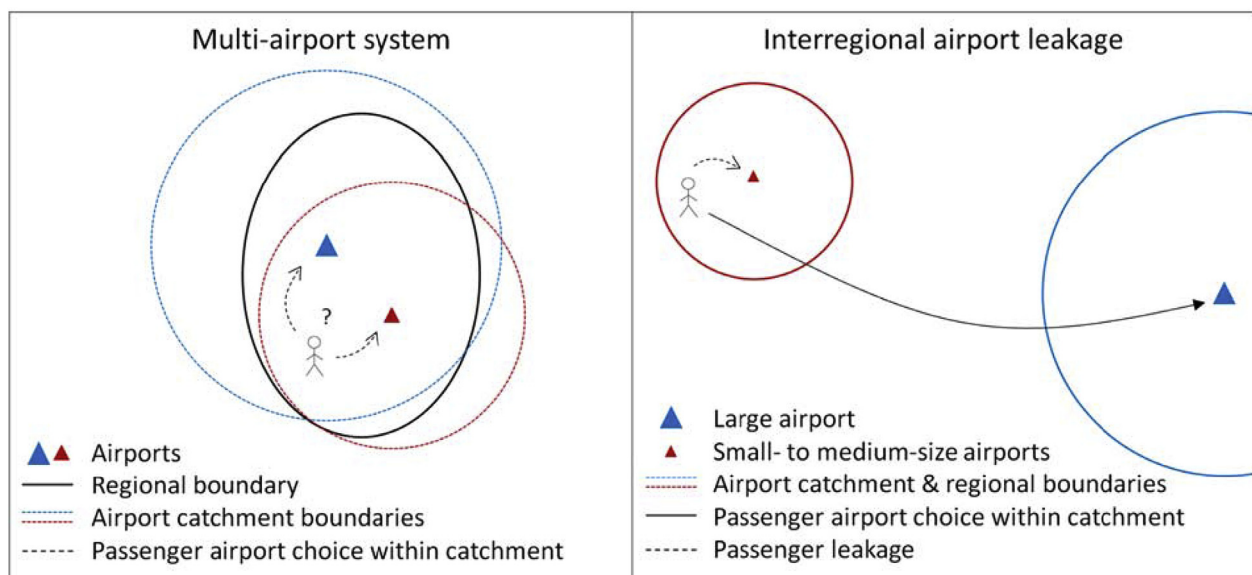 Multi-airport system
?
Airports
Regional boundary
Airport catchment boundaries
Passenger airport choice within catchment
Interregional airport leakage
Large airport
Small- to medium-size airports
Airport catchment & regional boundaries
Passenger airport choice within catchment
Passenger leakage